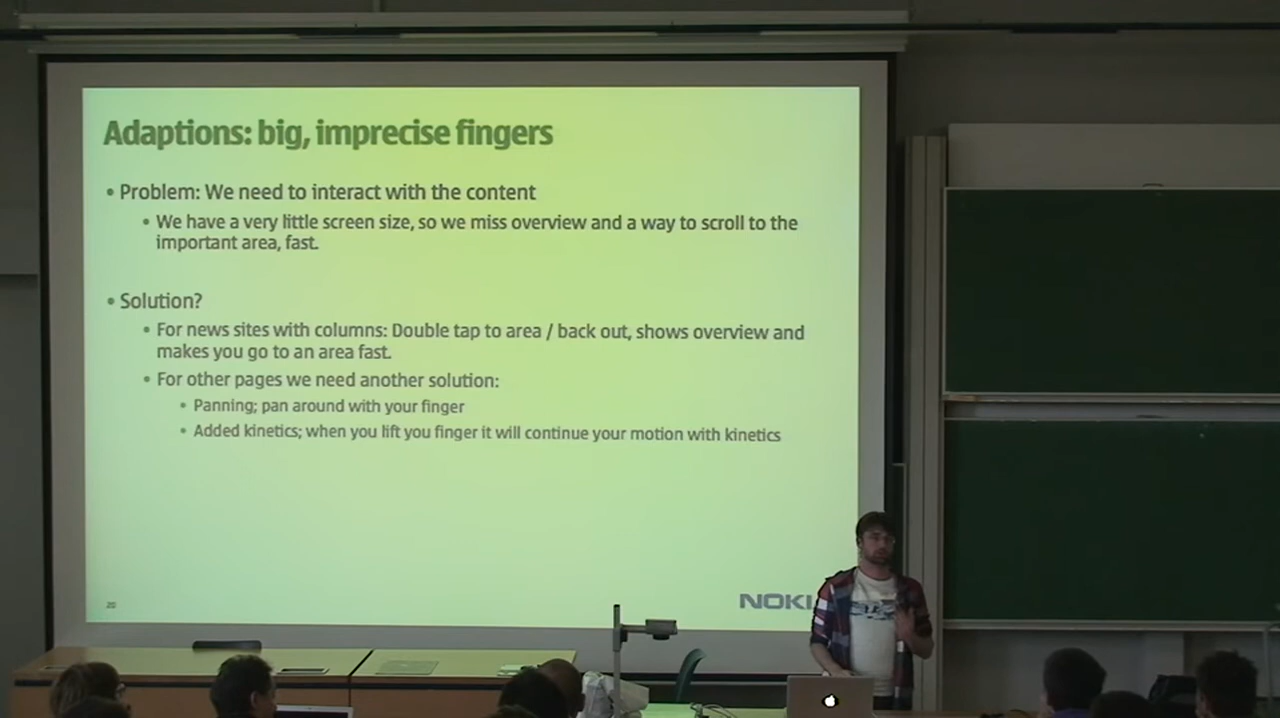 Adaptions: big, imprecise fingers
• Problem: We need to interact with the content
• We have a very little screen size, so we miss overview and a way to scroll to the
important area, fast.
• Solution?
• For news sites with columns: Double tap to area / back out, shows overview and
makes you go to an area fast.
• For other pages we need another solution:
• Panning; pan around with your finger
• Added kinetics; when you lift you finger it will continue your motion with kinetics
20
NOKI